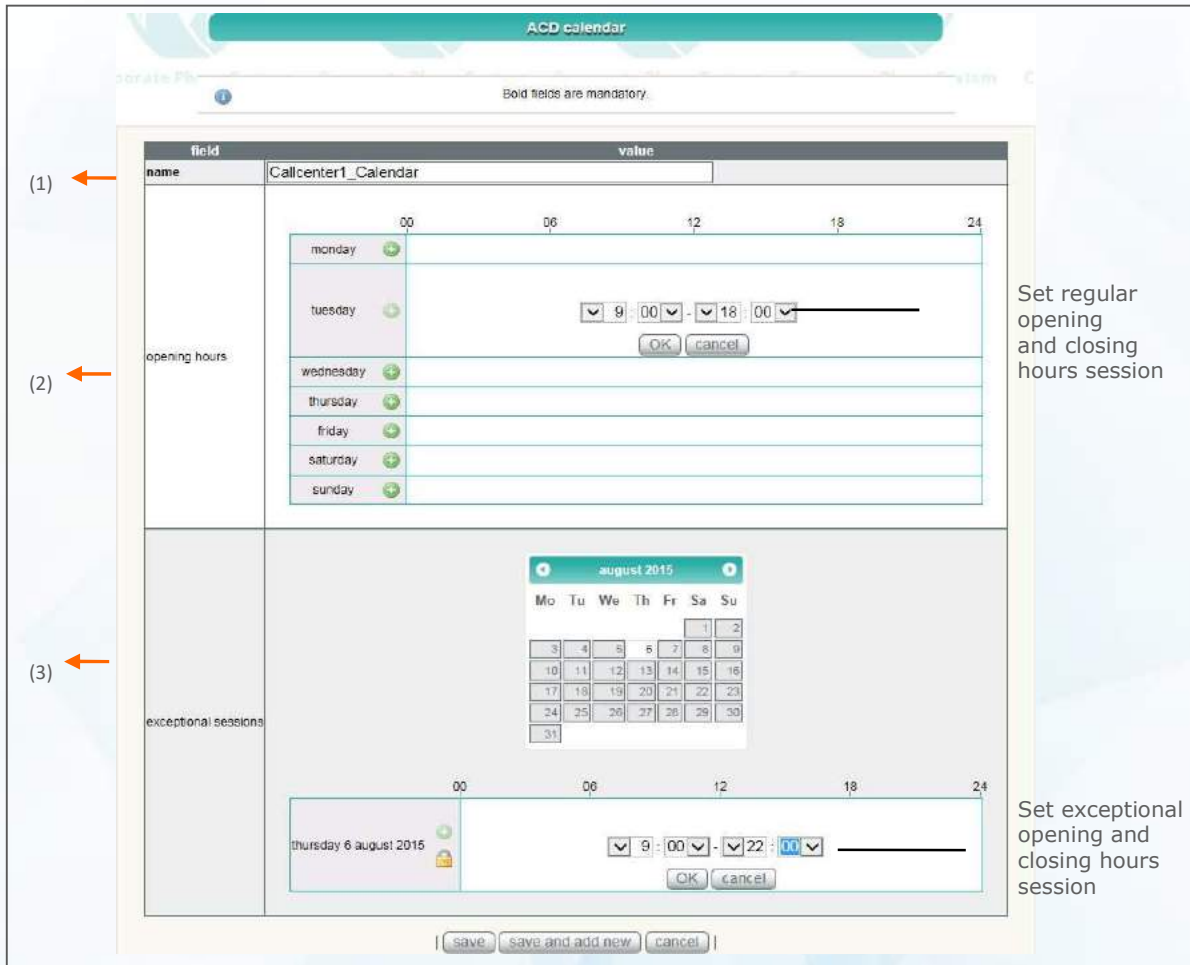 ACD calendar
Bold fields are mandatory.
field value
(1) name Callcenter1_Calendar
00 06 12 18 24
monday
tuesday 9 : 00 - 18 : 00
OK cancel
Set regular
opening
and closing
hours session
(2) opening hours
wednesday
thursday
friday
saturday
sunday
(3) exceptional sessions
august 2015
Mo Tu We Th Fr Sa Su
1 2
3 4 5 6 7 8 9
10 11 12 13 14 15 16
17 18 19 20 21 22 23
24 25 26 27 28 29 30
31
00 06 12 18 24
thursday 6 august 2015 9 : 00 - 22 : 00
OK cancel
Set exceptional
opening and
closing hours
session
| save save and add new cancel |